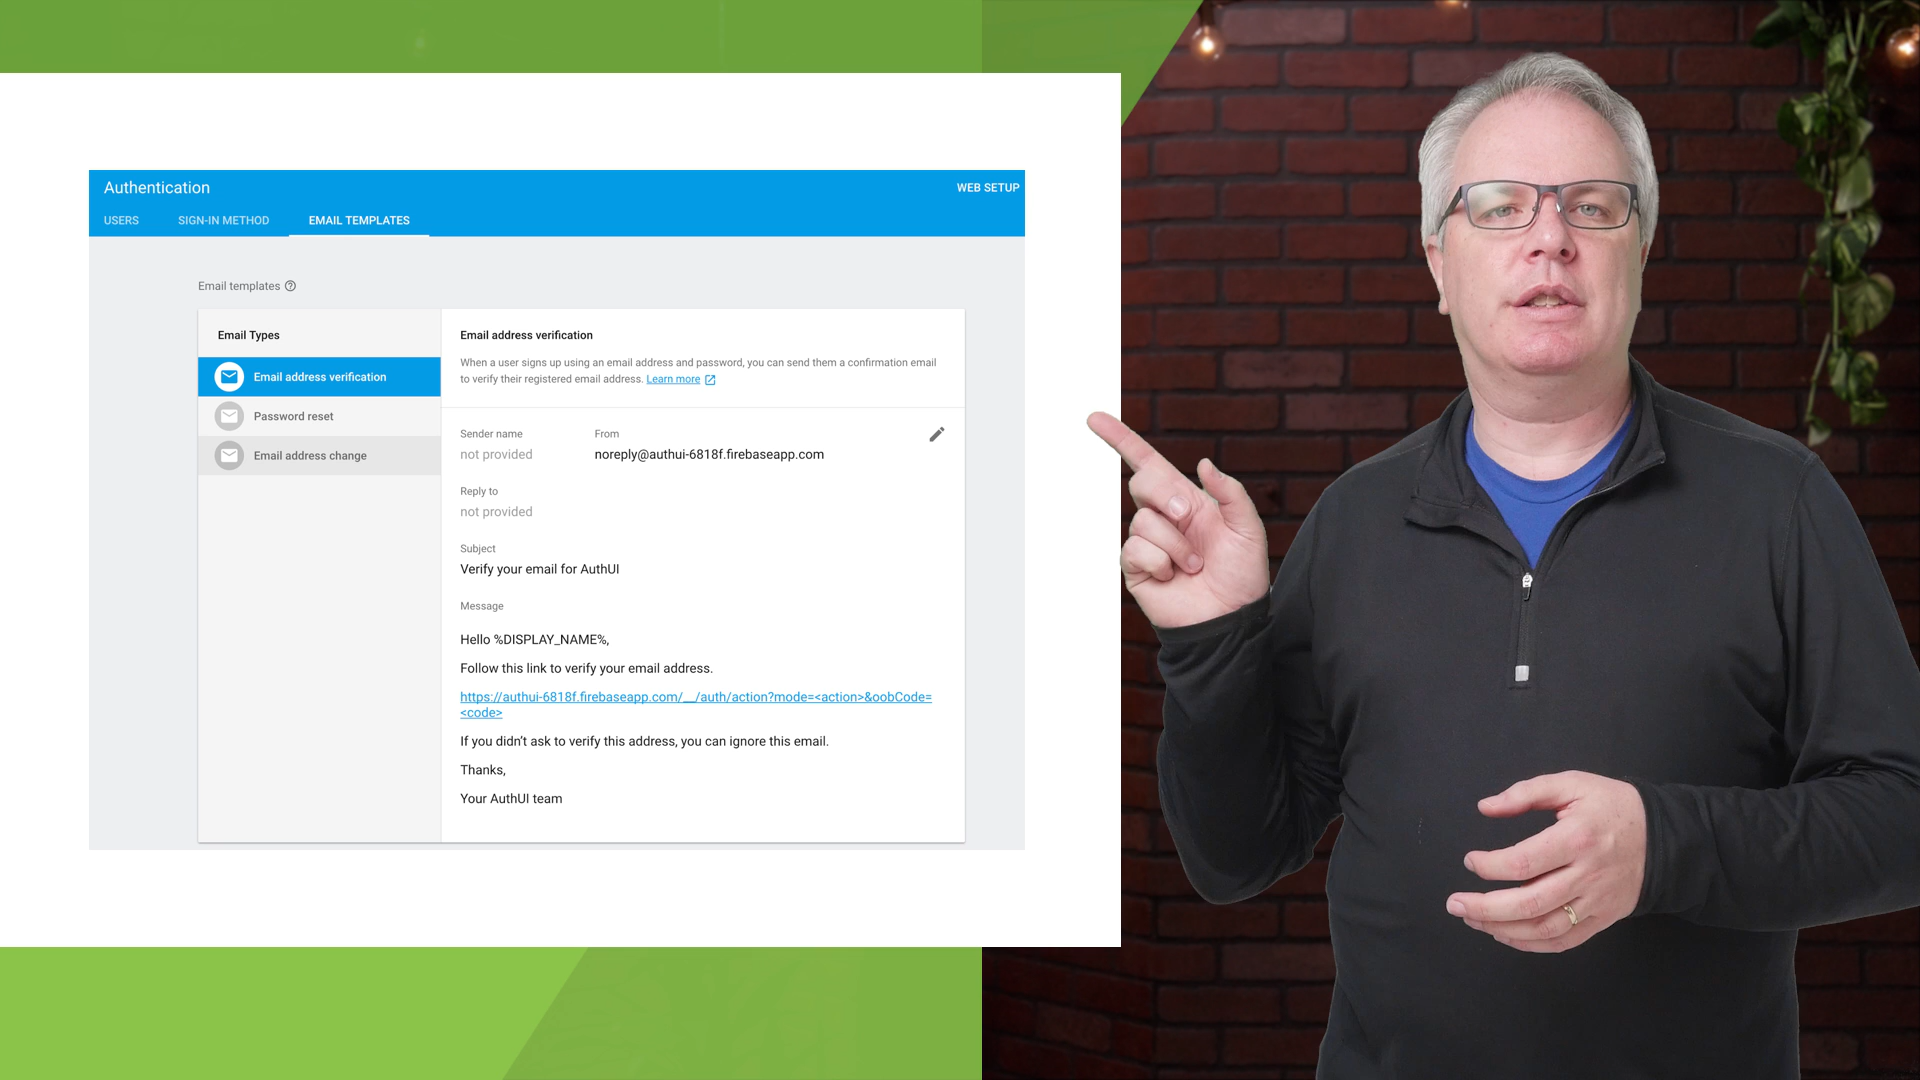 Authentication
WEB SETUP
USERS
SIGN-IN METHOD
EMAIL TEMPLATES
Email templates
Email Types
Email address verification
Password reset
Email address change
Email address verification
When a user signs up using an email address and password, you can send them a confirmation email
to verify their registered email address. Learn more
Sender name
From
not provided
noreply@authui-6818f.firebaseapp.com
Reply to
not provided
Subject
Verify your email for AuthUI
Message
Hello %DISPLAY_NAME%,
Follow this link to verify your email address.
https://authui-6818f.firebaseapp.com/__/auth/action?mode=<action>&oobCode=
<code>
If you didn’t ask to verify this address, you can ignore this email.
Thanks,
Your AuthUI team